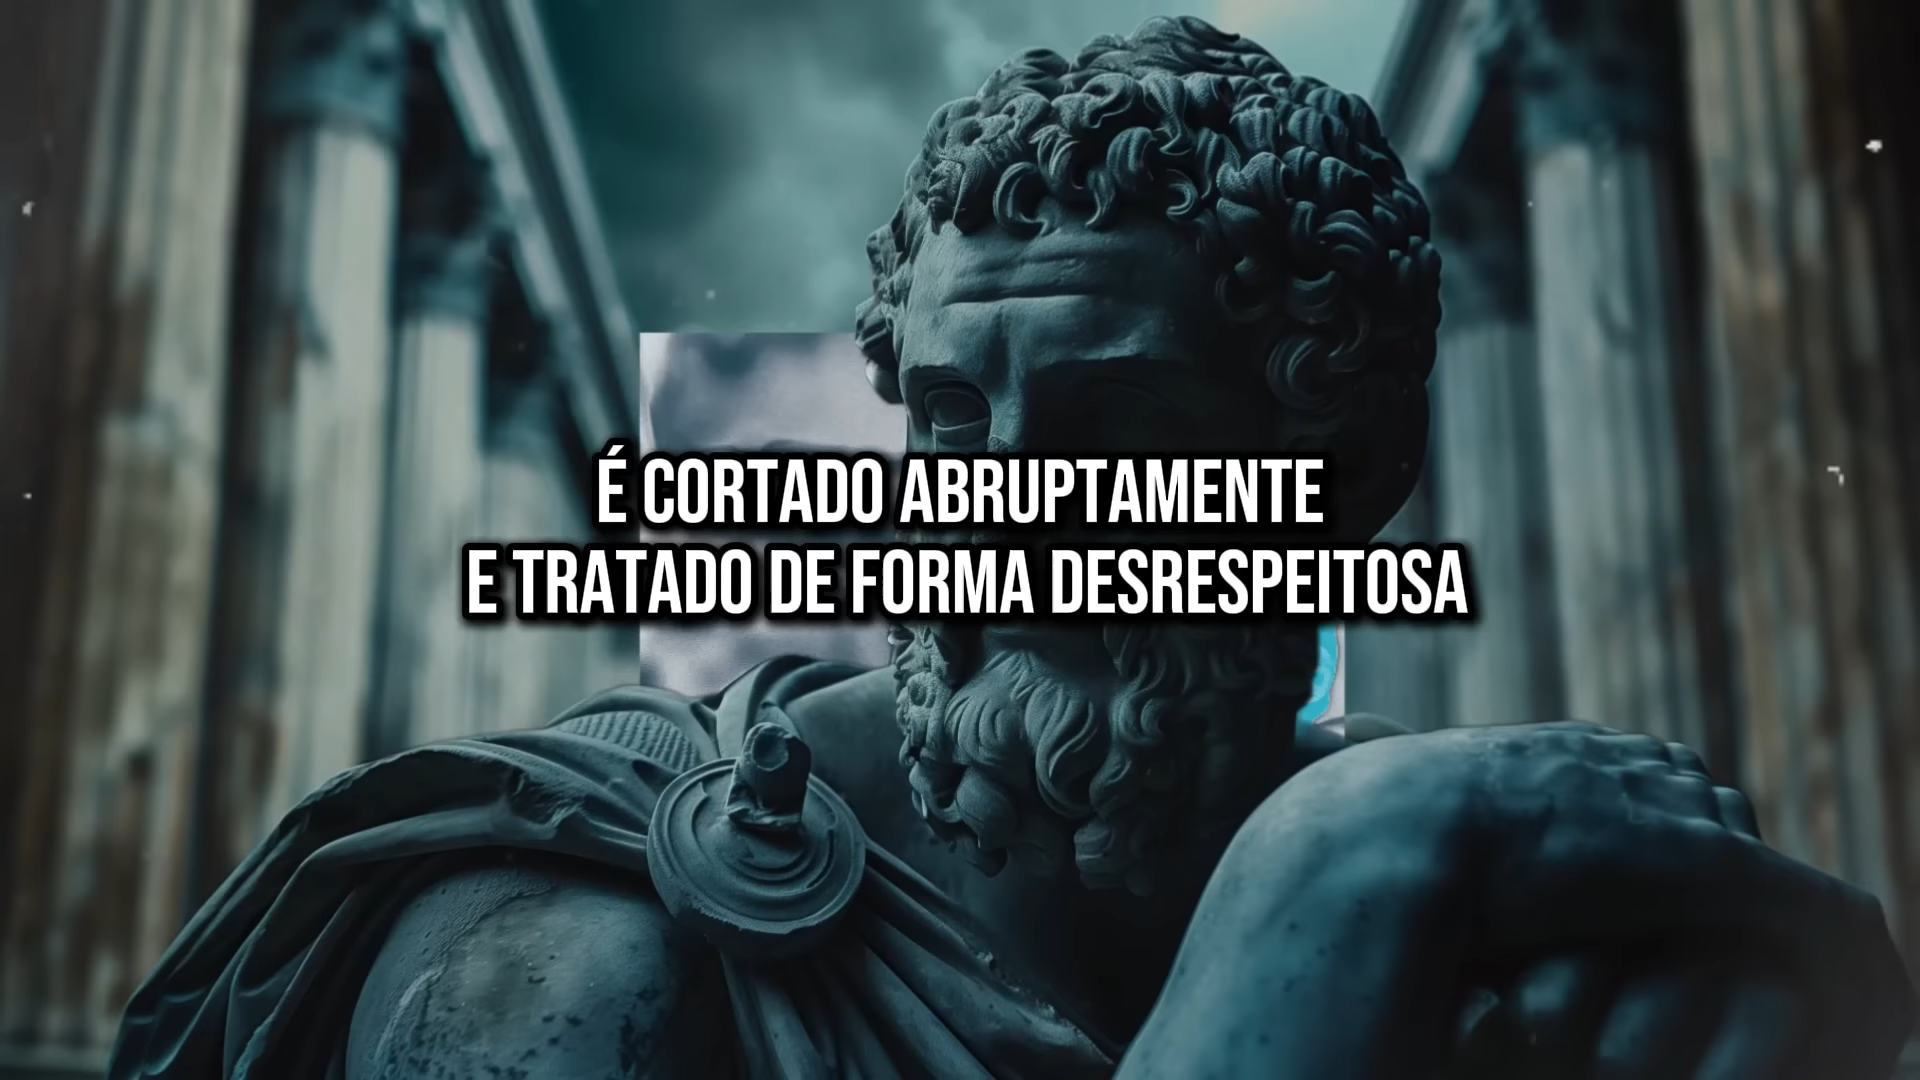 É CORTADO ABRUPTAMENTE
E TRATADO DE FORMA DESRESPEITOSA